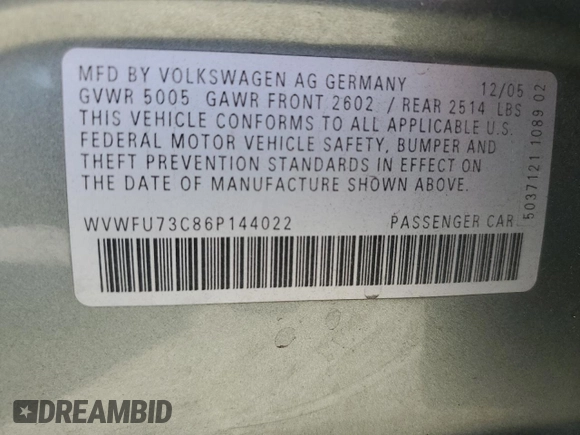 MFD BY VOLKSWAGEN AG GERMANY 12/05
GVWR 5005 GAWR FRONT 2602 / REAR 2514 LBS
THIS VEHICLE CONFORMS TO ALL APPLICABLE U.S.
FEDERAL MOTOR VEHICLE SAFETY, BUMPER AND
THEFT PREVENTION STANDARDS IN EFFECT ON
THE DATE OF MANUFACTURE SHOWN ABOVE.
WVWFU73C86P144022 PASSENGER CAR
5037121 1089 02
DREAMBID